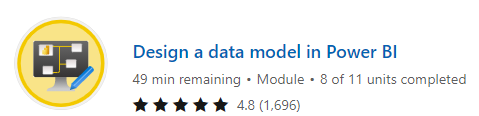 Design a data model in Power BI
49 min remaining • Module • 8 of 11 units completed
4.8 (1,696)